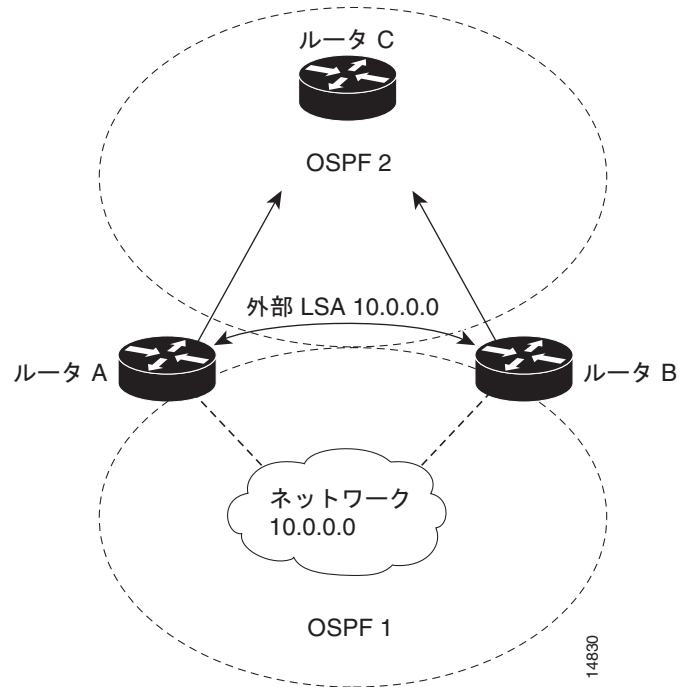 ルータ C
OSPF 2
外部 LSA 10.0.0.0
ルータ A
ルータ B
ネットワーク
10.0.0.0
OSPF 1
14830